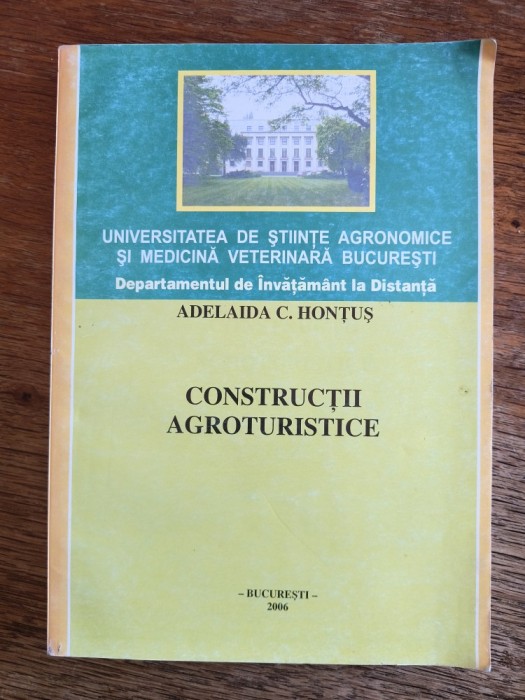 UNIVERSITATEA DE ŞTIINŢE AGRONOMICE
ŞI MEDICINĂ VETERINARĂ BUCUREŞTI
Departamentul de Învăţământ la Distanţă
ADELAIDA C. HONŢUŞ
CONSTRUCŢII
AGROTURISTICE
– BUCUREŞTI –
2006